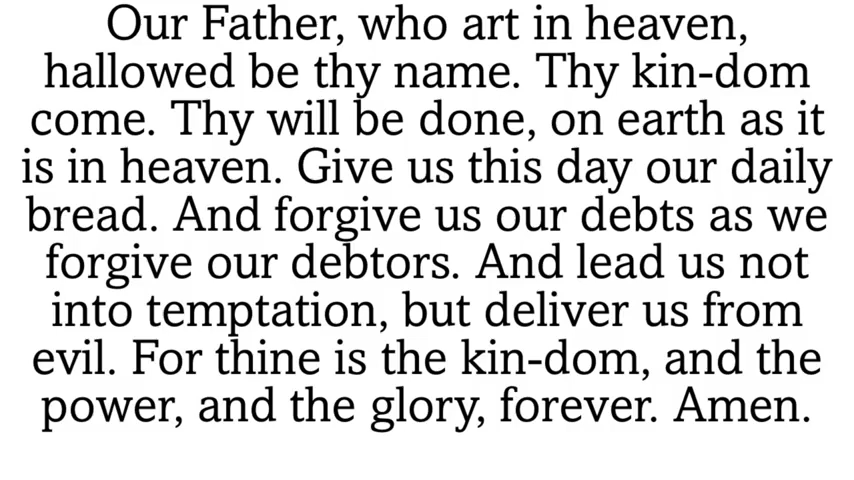 Our Father, who art in heaven,
hallowed be thy name. Thy kin-dom
come. Thy will be done, on earth as it
is in heaven. Give us this day our daily
bread. And forgive us our debts as we
forgive our debtors. And lead us not
into temptation, but deliver us from
evil. For thine is the kin-dom, and the
power, and the glory, forever. Amen.